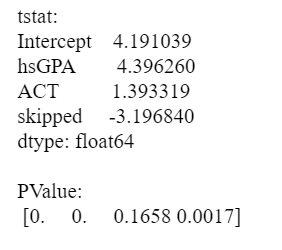 tstat:
Intercept 4.191039
hsGPA 4.396260
ACT 1.393319
skipped -3.196840
dtype: float64
PValue:
[0. 0. 0.1658 0.0017]